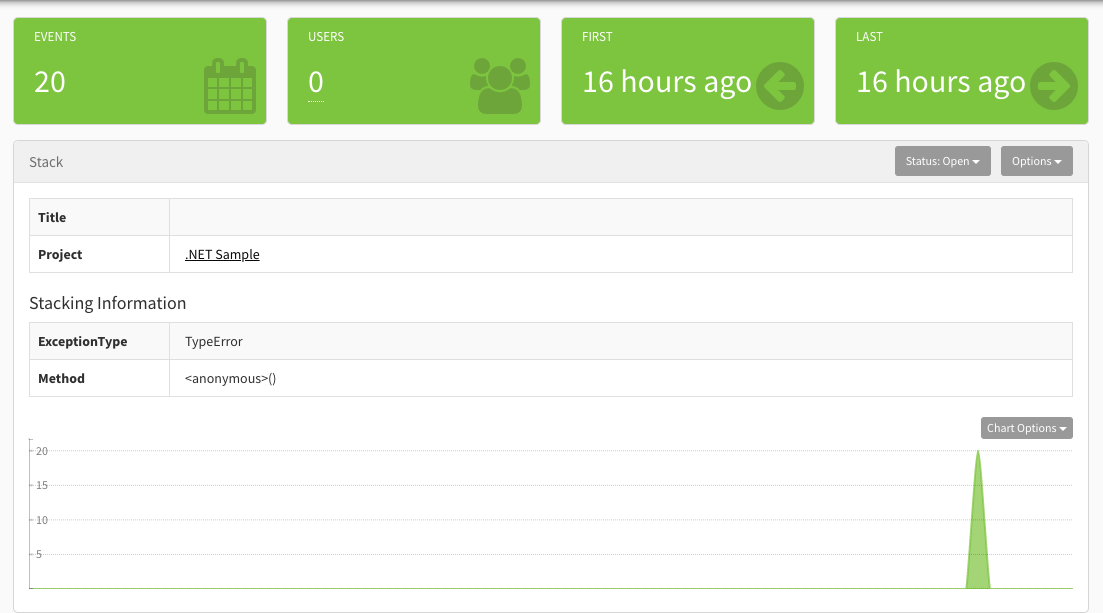 EVENTS
20
USERS
0
FIRST
16 hours ago
LAST
16 hours ago
Stack
Status: Open
Options
Title
Project
.NET Sample
Stacking Information
ExceptionType
TypeError
Method
<anonymous>()
Chart Options
20
15
10
5